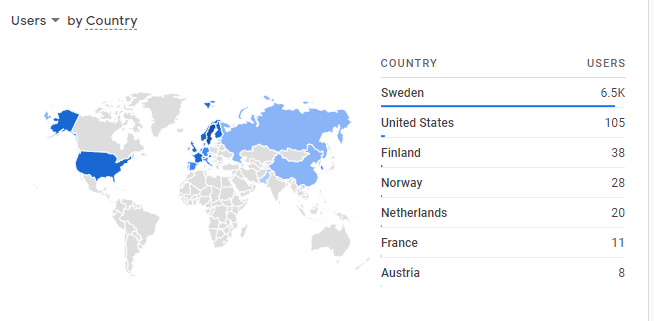 Users by Country
COUNTRY USERS
Sweden 6.5K
United States 105
Finland 38
Norway 28
Netherlands 20
France 11
Austria 8